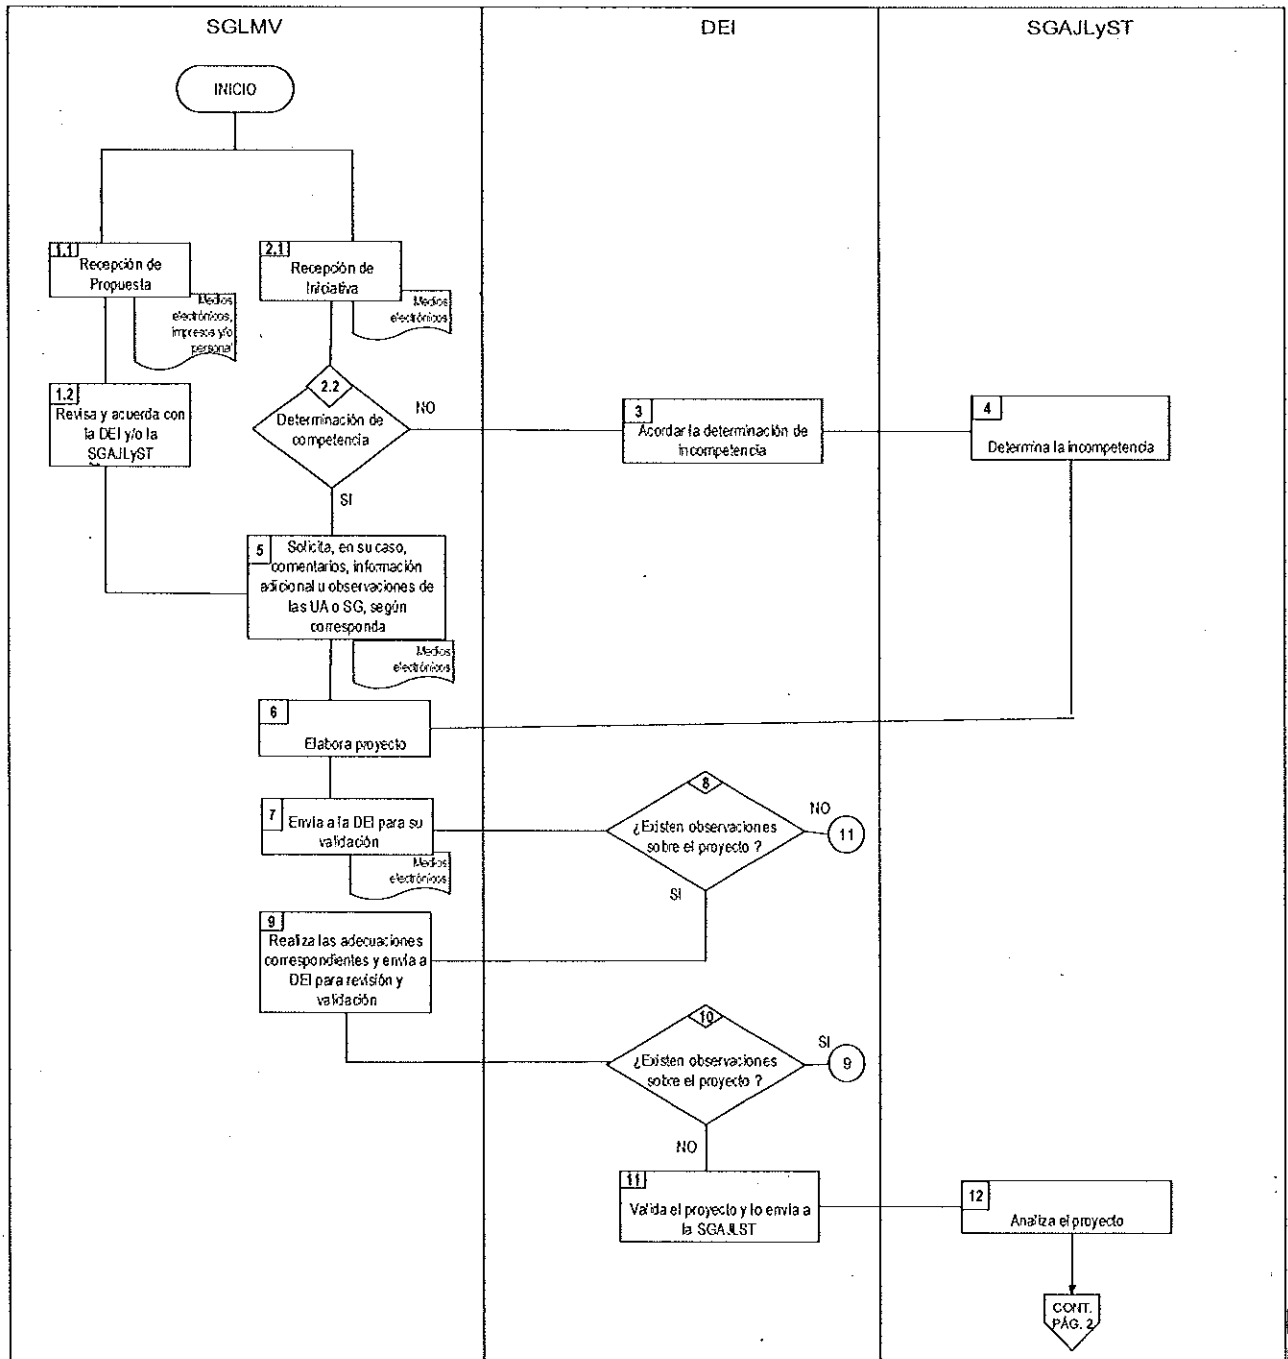 SGLMV
DEI
SGAJLyST
INICIO
1.1
Recepción de
Propuesta
Medios
electrónicos,
impresos y/o
personal
2.1
Recepción de
Iniciativa
Medios
electrónicos
1.2
Revisa y acuerda con
la DEI y/o la
SGAJLyST
2.2
Determinación de
competencia
NO
SI
3
Acordar la determinación de
incompetencia
4
Determina la incompetencia
5
Solicita, en su caso,
comentarios, información
adicional u observaciones de
las UA o SG, según
corresponda
Medios
electrónicos
6
Elabora proyecto
7
Envia a la DEI para su
validación
Medios
electrónicos
8
¿Existen observaciones
sobre el proyecto ?
NO
11
SI
9
Realiza las adecuaciones
correspondientes y envia a
DEI para revisión y
validación
10
¿Existen observaciones
sobre el proyecto ?
SI
9
NO
11
Valida el proyecto y lo envia a
la SGAJLST
12
Analiza el proyecto
CONT.
PÁG. 2